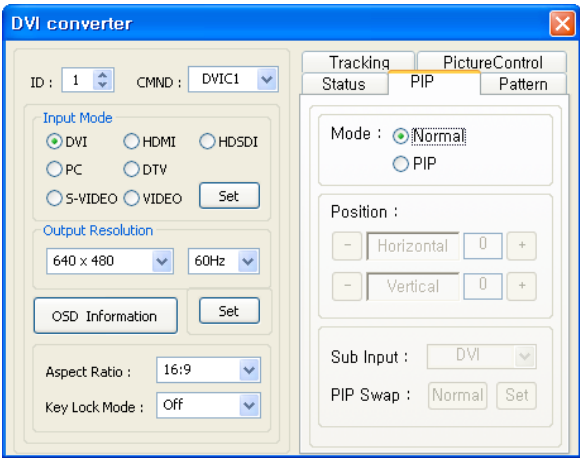 DVI converter
ID : 1 CMND : DVIC1
Input Mode
DVI HDMI HDSDI
PC DTV
S-VIDEO VIDEO Set
Output Resolution
640 x 480 60Hz
OSD Information Set
Aspect Ratio : 16:9
Key Lock Mode : Off
Tracking PictureControl
Status PIP Pattern
Mode : Normal
PIP
Position :
- Horizontal 0 +
- Vertical 0 +
Sub Input : DVI
PIP Swap : Normal Set